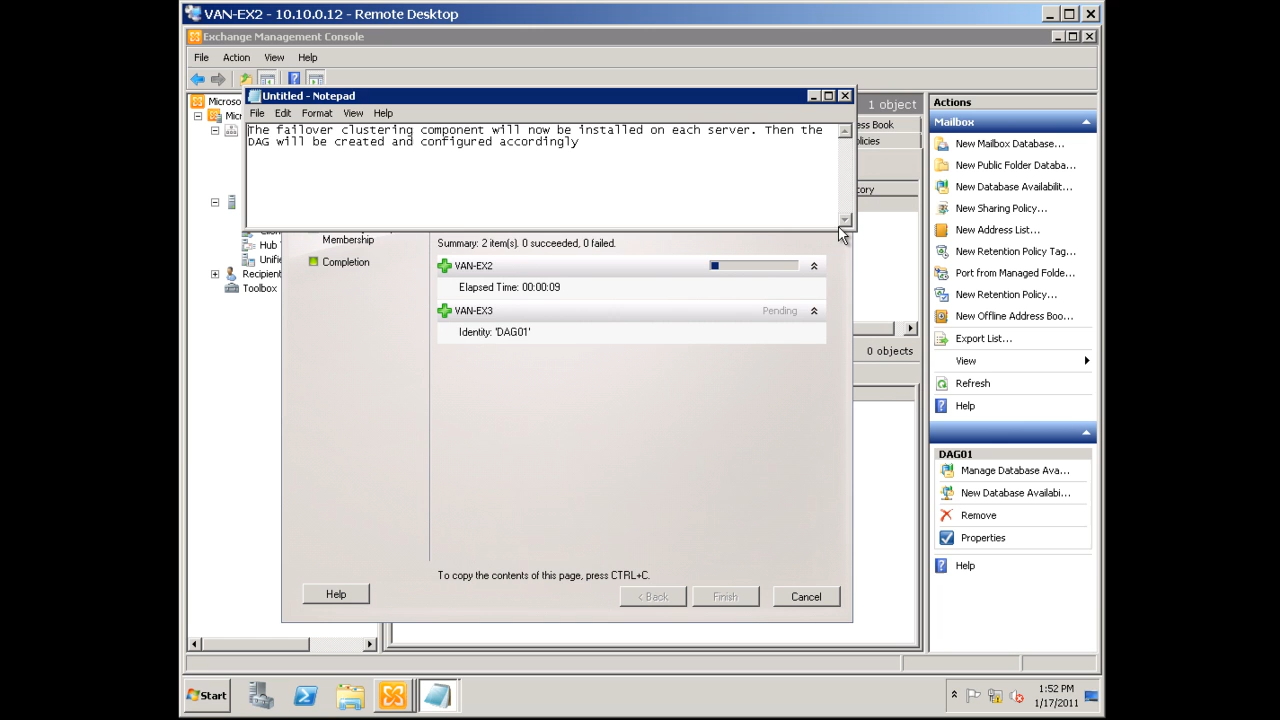 VAN-EX2 - 10.10.0.12 - Remote Desktop
Exchange Management Console
File Action View Help
Untitled - Notepad
File Edit Format View Help
The failover clustering component will now be installed on each server. Then the
DAG will be created and configured accordingly
Microso
Hub
Recipient
Toolbox
1 object
ess Book
0 objects
Membership
Completion
Summary: 2 item(s). 0 succeeded, 0 failed.
VAN-EX2
Elapsed Time: 00:00:09
VAN-EX3 Pending
Identity: 'DAG01'
To copy the contents of this page, press CTRL+C.
Help < Back Finish Cancel
Actions
Mailbox
New Mailbox Database...
New Public Folder Databa...
New Database Availabilit...
New Sharing Policy...
New Address List...
New Retention Policy Tag...
Port from Managed Folde...
New Retention Policy...
New Offline Address Boo...
Export List...
View
Refresh
Help
DAG01
Manage Database Ava...
New Database Availabi...
Remove
Properties
Help
Start
1:52 PM
1/17/2011